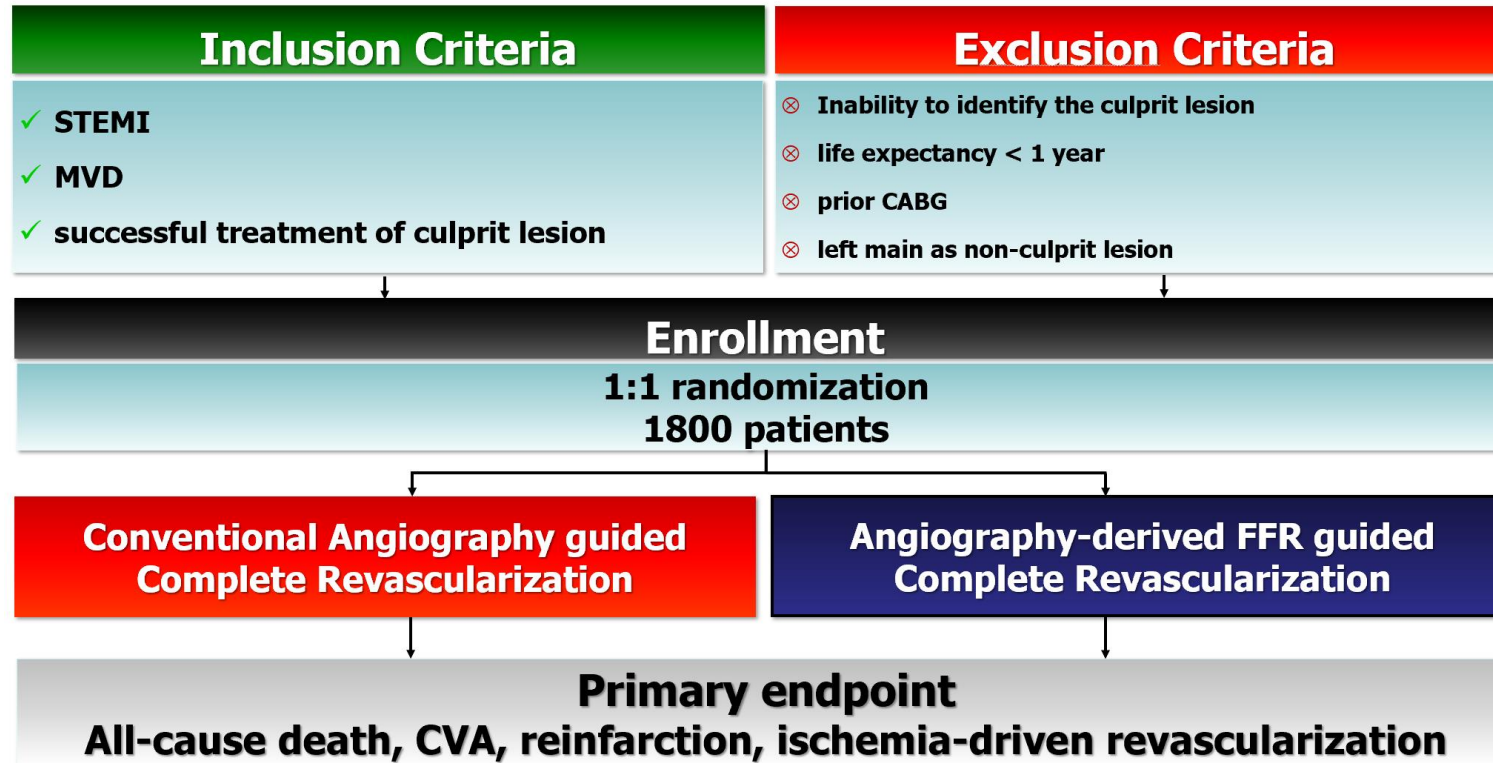 Inclusion Criteria
STEMI
MVD
successful treatment of culprit lesion
Exclusion Criteria
Inability to identify the culprit lesion
life expectancy < 1 year
prior CABG
left main as non-culprit lesion
Enrollment
1:1 randomization
1800 patients
Conventional Angiography guided
Complete Revascularization
Angiography-derived FFR guided
Complete Revascularization
Primary endpoint
All-cause death, CVA, reinfarction, ischemia-driven revascularization